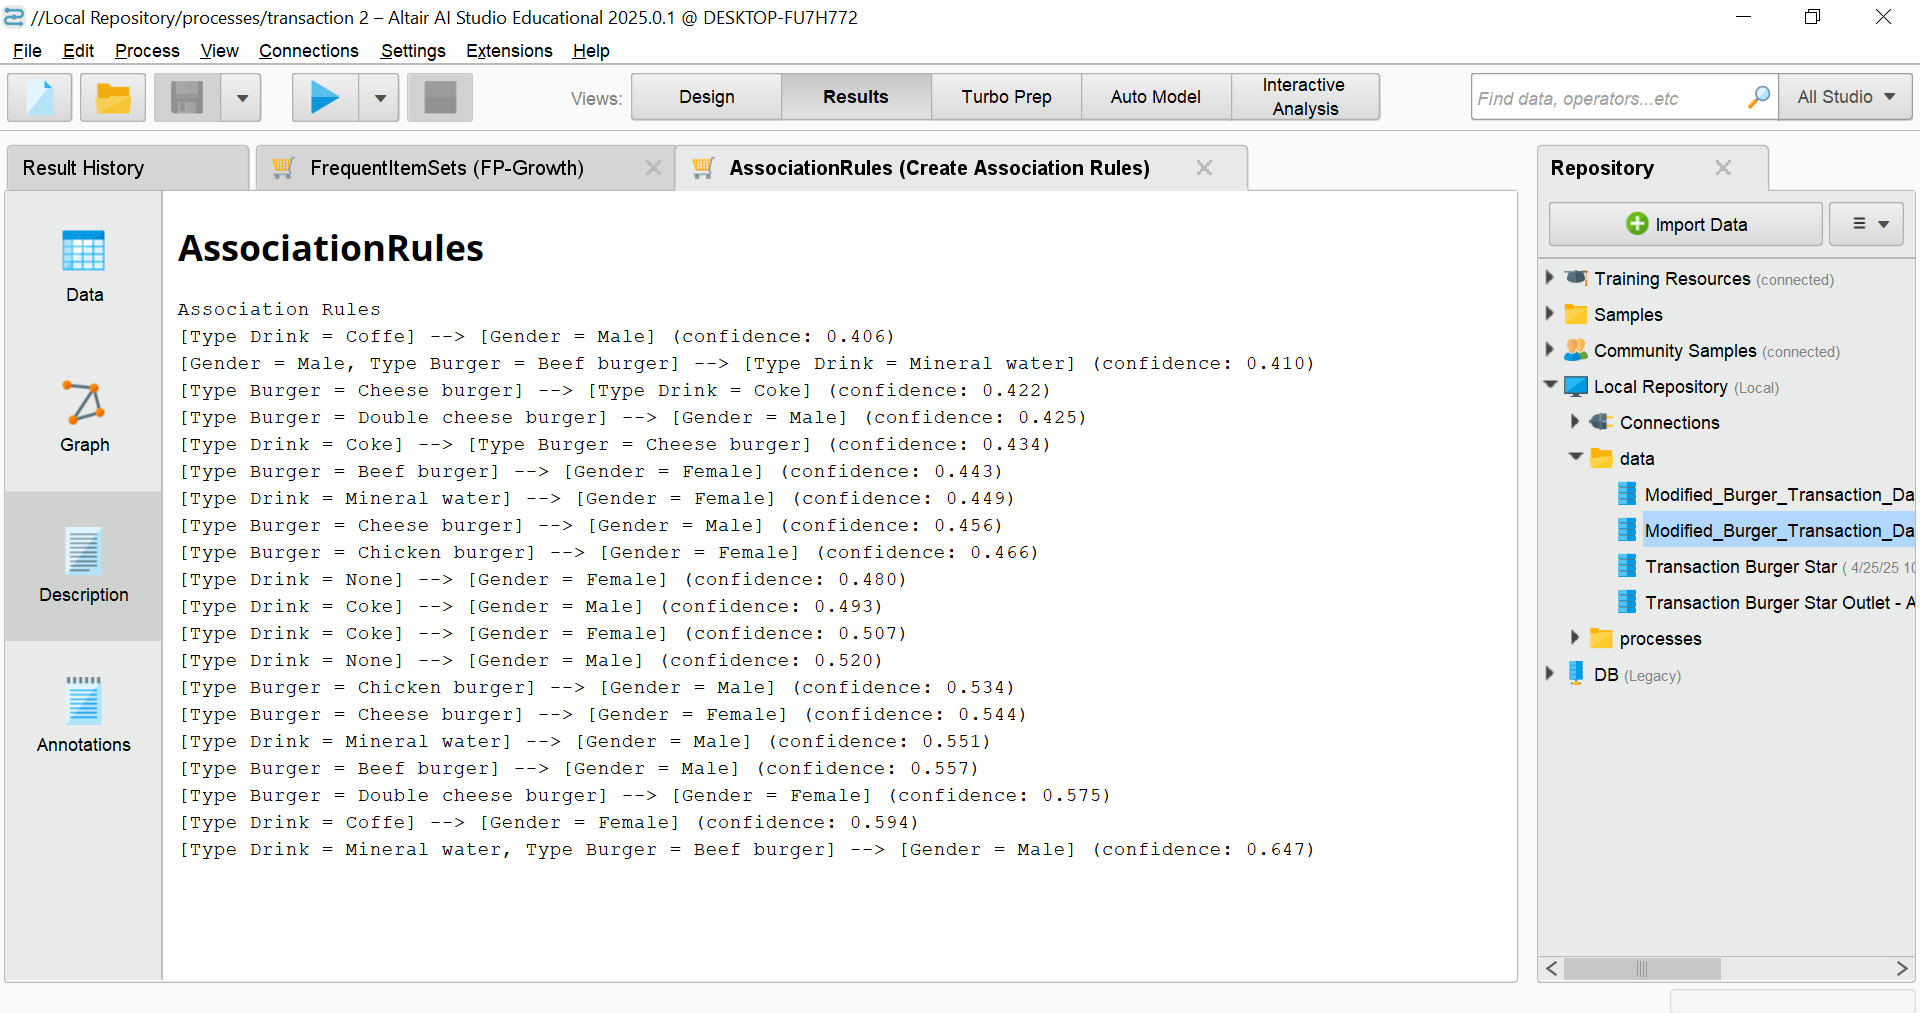 //Local Repository/processes/transaction 2 – Altair AI Studio Educational 2025.0.1 @ DESKTOP-FU7H772
File Edit Process View Connections Settings Extensions Help
Views: Design Results Turbo Prep Auto Model Interactive Analysis Find data, operators...etc All Studio
Result History FrequentItemSets (FP-Growth) AssociationRules (Create Association Rules) Repository
Data
Graph
Description
Annotations
AssociationRules
Association Rules
[Type Drink = Coffe] --> [Gender = Male] (confidence: 0.406)
[Gender = Male, Type Burger = Beef burger] --> [Type Drink = Mineral water] (confidence: 0.410)
[Type Burger = Cheese burger] --> [Type Drink = Coke] (confidence: 0.422)
[Type Burger = Double cheese burger] --> [Gender = Male] (confidence: 0.425)
[Type Drink = Coke] --> [Type Burger = Cheese burger] (confidence: 0.434)
[Type Burger = Beef burger] --> [Gender = Female] (confidence: 0.443)
[Type Drink = Mineral water] --> [Gender = Female] (confidence: 0.449)
[Type Burger = Cheese burger] --> [Gender = Male] (confidence: 0.456)
[Type Burger = Chicken burger] --> [Gender = Female] (confidence: 0.466)
[Type Drink = None] --> [Gender = Female] (confidence: 0.480)
[Type Drink = Coke] --> [Gender = Male] (confidence: 0.493)
[Type Drink = Coke] --> [Gender = Female] (confidence: 0.507)
[Type Drink = None] --> [Gender = Male] (confidence: 0.520)
[Type Burger = Chicken burger] --> [Gender = Male] (confidence: 0.534)
[Type Burger = Cheese burger] --> [Gender = Female] (confidence: 0.544)
[Type Drink = Mineral water] --> [Gender = Male] (confidence: 0.551)
[Type Burger = Beef burger] --> [Gender = Male] (confidence: 0.557)
[Type Burger = Double cheese burger] --> [Gender = Female] (confidence: 0.575)
[Type Drink = Coffe] --> [Gender = Female] (confidence: 0.594)
[Type Drink = Mineral water, Type Burger = Beef burger] --> [Gender = Male] (confidence: 0.647)
Import Data
Training Resources (connected)
Samples
Community Samples (connected)
Local Repository (Local)
Connections
data
Modified_Burger_Transaction_Da
Modified_Burger_Transaction_Da
Transaction Burger Star ( 4/25/25 10
Transaction Burger Star Outlet - A
processes
DB (Legacy)